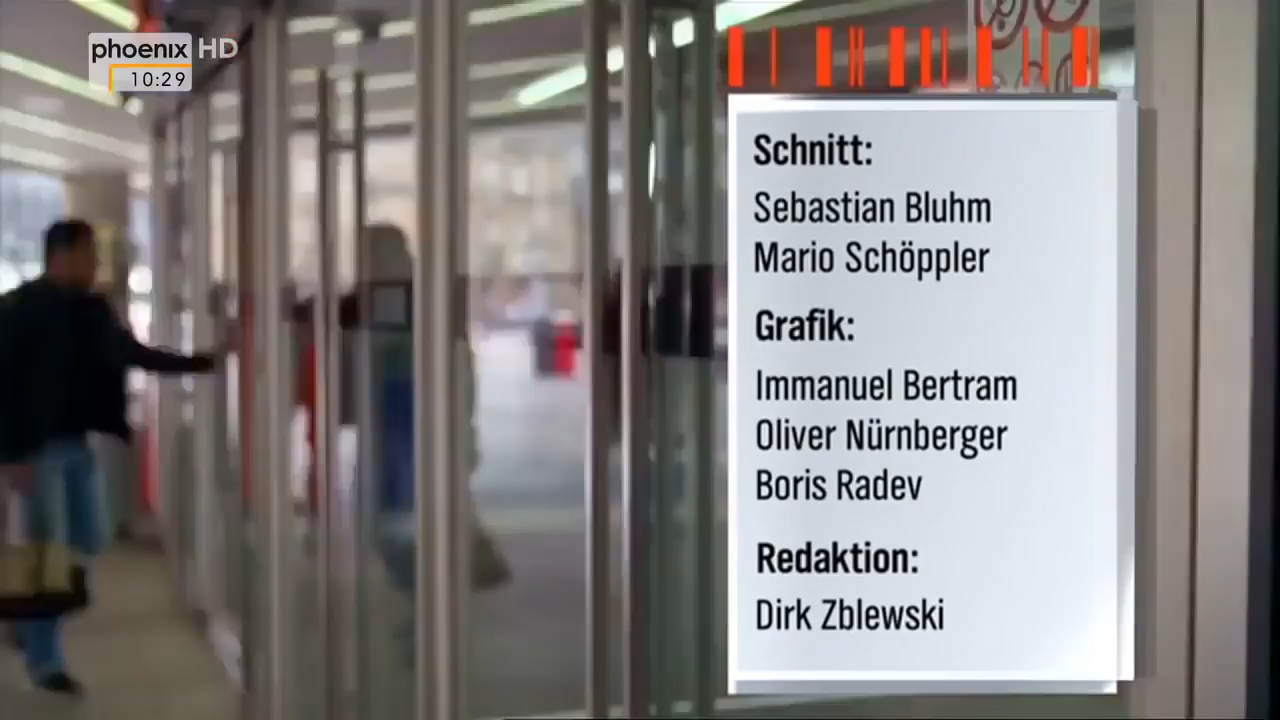 phoenix HD
10:29
Schnitt:
Sebastian Bluhm
Mario Schöppler
Grafik:
Immanuel Bertram
Oliver Nürnberger
Boris Radev
Redaktion:
Dirk Zblewski